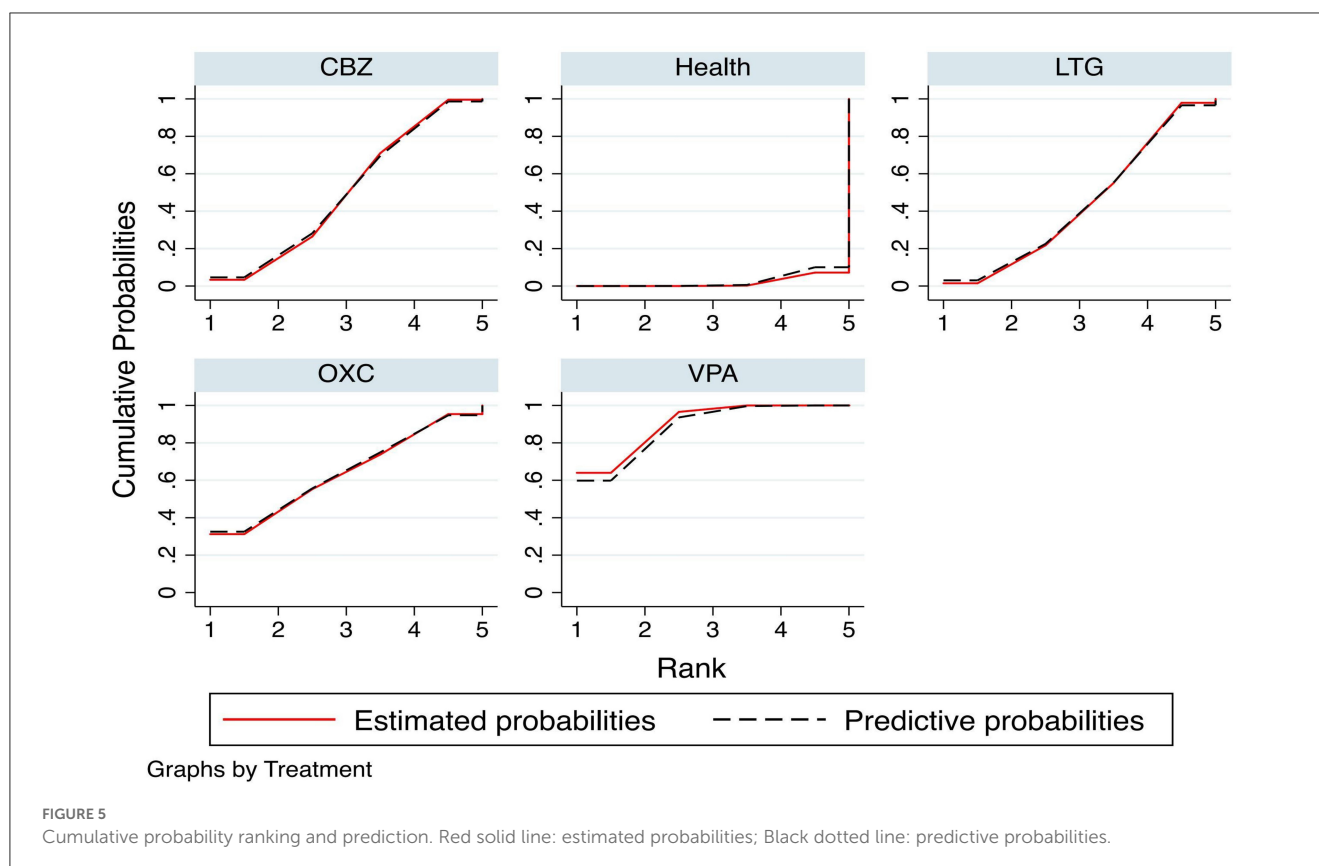 CBZ
Health
LTG
Cumulative Probabilities
0 .2 .4 .6 .8 1
1 2 3 4 5
0 .2 .4 .6 .8 1
1 2 3 4 5
0 .2 .4 .6 .8 1
1 2 3 4 5
OXC
VPA
0 .2 .4 .6 .8 1
1 2 3 4 5
0 .2 .4 .6 .8 1
1 2 3 4 5
Rank
Estimated probabilities
Predictive probabilities
Graphs by Treatment
FIGURE 5
Cumulative probability ranking and prediction. Red solid line: estimated probabilities; Black dotted line: predictive probabilities.